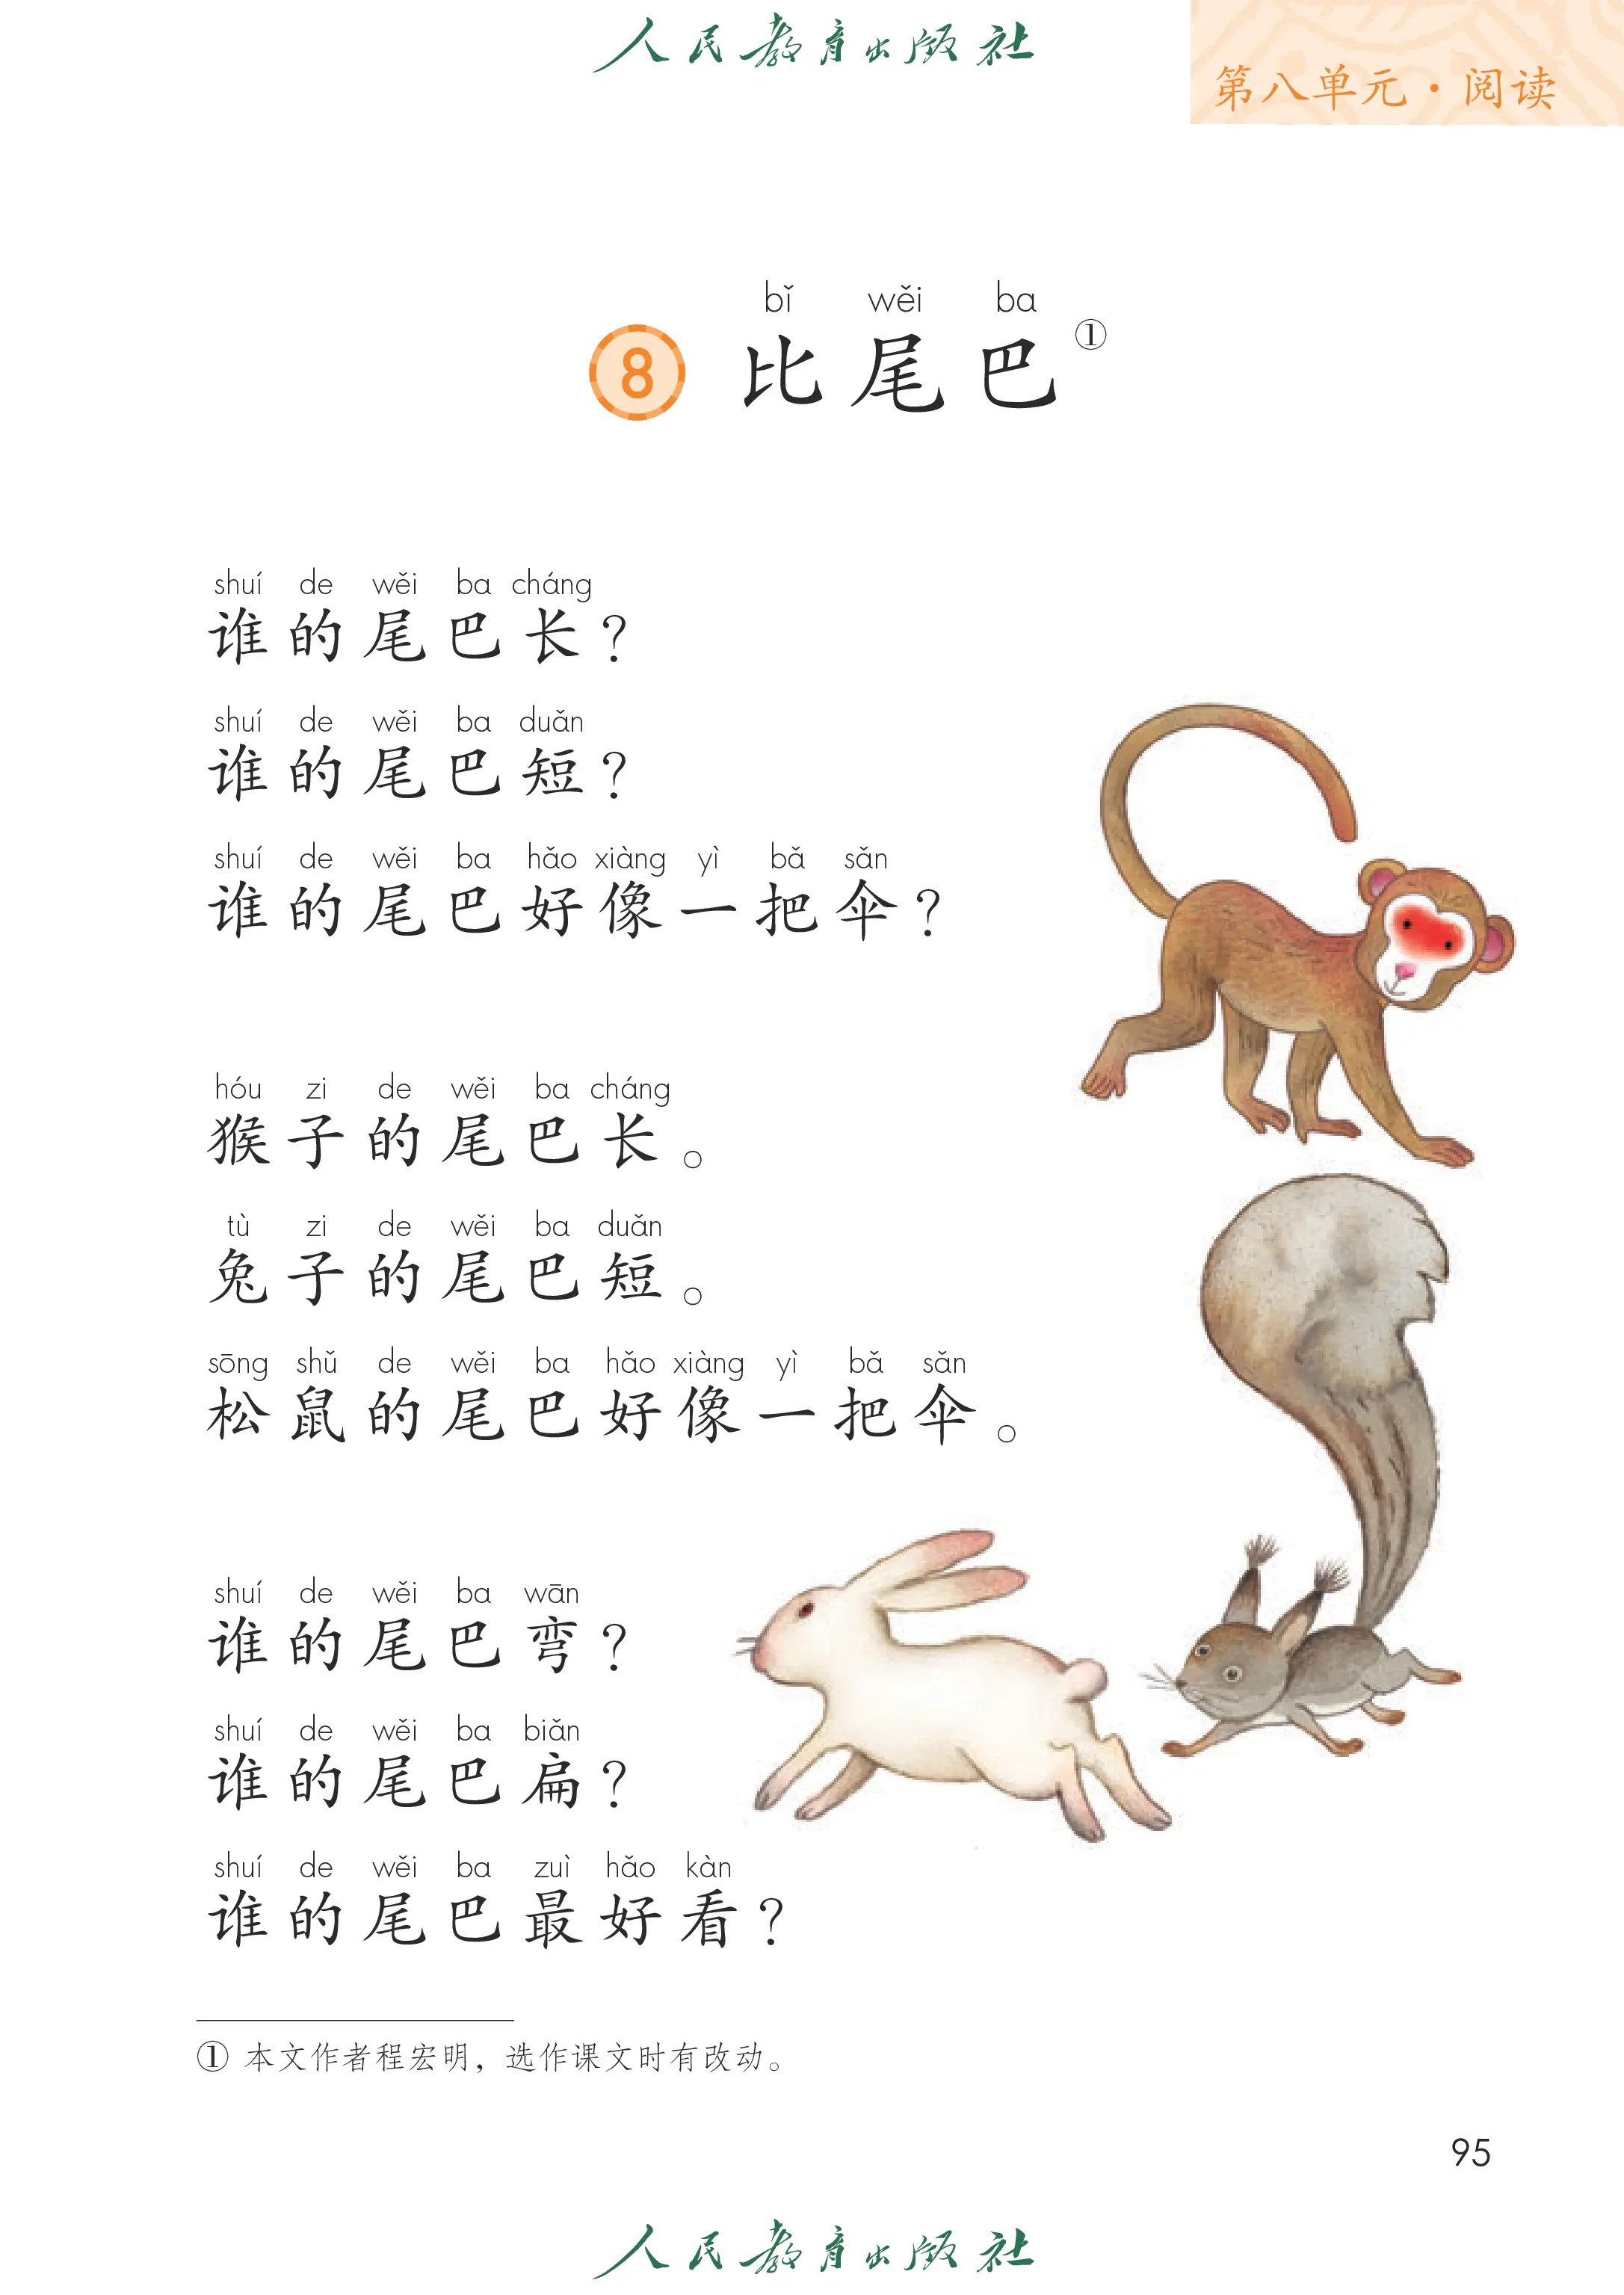 人民教育出版社
第八单元·阅读
bǐ wěi ba
8 比尾巴①
shuí de wěi ba cháng
谁的尾巴长？
shuí de wěi ba duǎn
谁的尾巴短？
shuí de wěi ba hǎo xiàng yì bǎ sǎn
谁的尾巴好像一把伞？
hóu zi de wěi ba cháng
猴子的尾巴长。
tù zi de wěi ba duǎn
兔子的尾巴短。
sōng shǔ de wěi ba hǎo xiàng yì bǎ sǎn
松鼠的尾巴好像一把伞。
shuí de wěi ba wān
谁的尾巴弯？
shuí de wěi ba biǎn
谁的尾巴扁？
shuí de wěi ba zuì hǎo kàn
谁的尾巴最好看？
① 本文作者程宏明，选作课文时有改动。
95
人民教育出版社